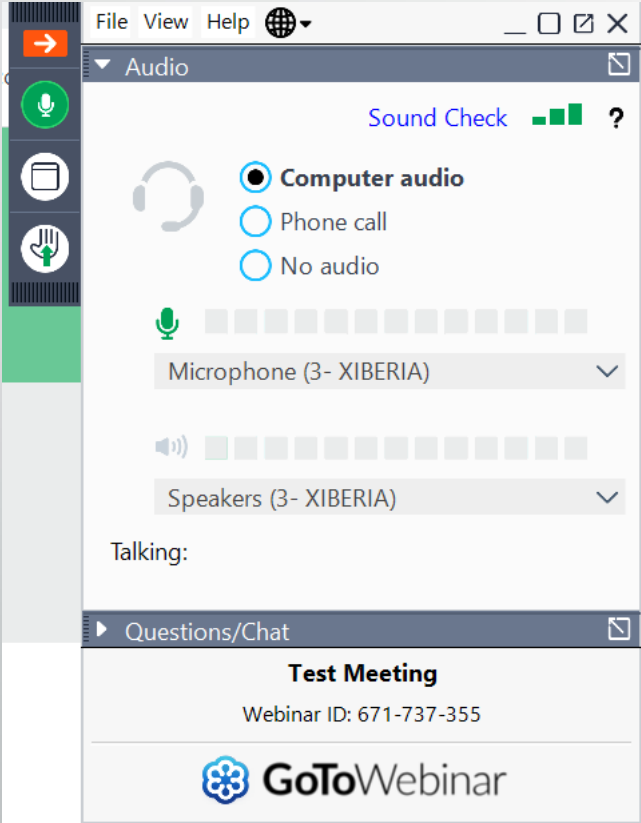 File View Help
Audio
Sound Check ?
Computer audio
Phone call
No audio
Microphone (3- XIBERIA)
Speakers (3- XIBERIA)
Talking:
Questions/Chat
Test Meeting
Webinar ID: 671-737-355
GoToWebinar